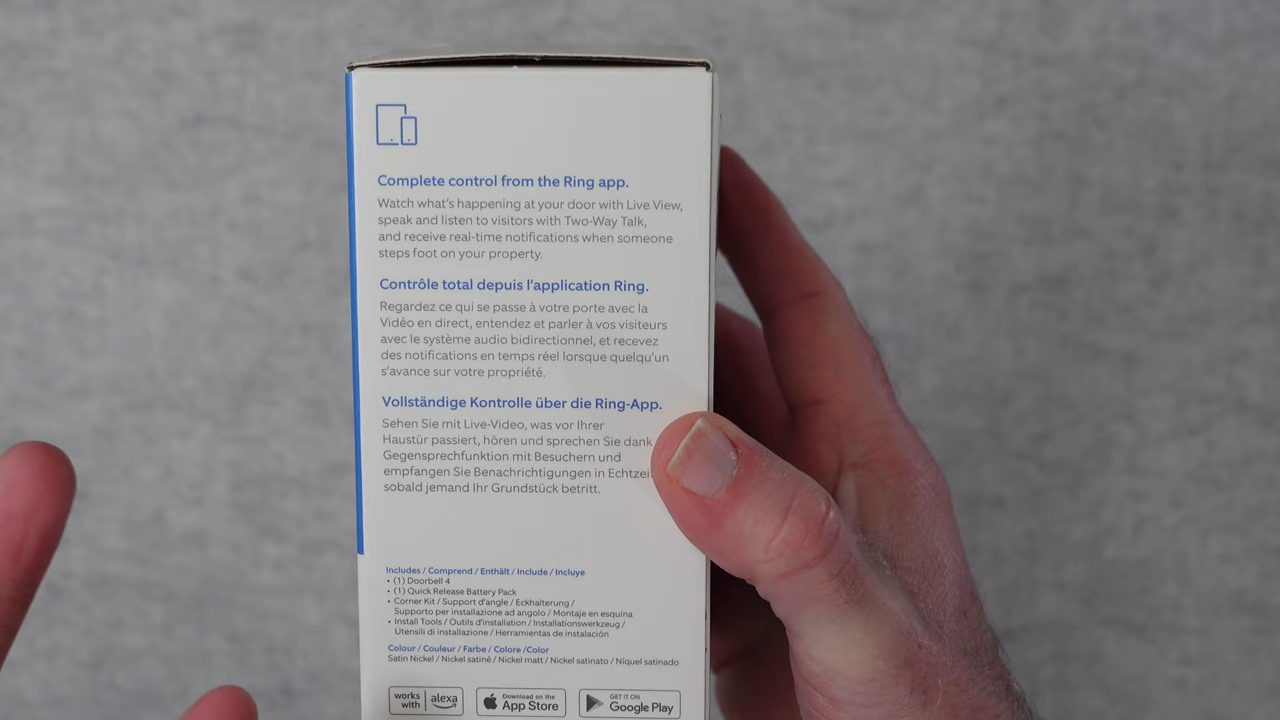 Complete control from the Ring app.
Watch what's happening at your door with Live View,
speak and listen to visitors with Two-Way Talk,
and receive real-time notifications when someone
steps foot on your property.
Contrôle total depuis l'application Ring.
Regardez ce qui se passe à votre porte avec la
Vidéo en direct, entendez et parler à vos visiteurs
avec le système audio bidirectionnel, et recevez
des notifications en temps réel lorsque quelqu'un
s'avance sur votre propriété.
Vollständige Kontrolle über die Ring-App.
Sehen Sie mit Live-Video, was vor Ihrer
Haustür passiert, hören und sprechen Sie dank
Gegensprechfunktion mit Besuchern und
empfangen Sie Benachrichtigungen in
sobald jemand Ihr Grundstück betritt.
Includes / Comprend / Enthält / Include / Incluye
• (1) Doorbell 4
• (1) Quick Release Battery Pack
• Corner Kit / Support d'angle / Eckhalterung /
Supporto per installazione ad angolo / Montaje en esquina
• Install Tools / Outils d'installation / Installationswerkzeug /
Utensili di installazione / Herramientas de instalación
Colour / Couleur / Farbe / Colore /Color
Satin Nickel / Nickel satiné / Nickel matt / Nickel satinato / Níquel satinado
works with alexa
Download on the App Store
GET IT ON Google Play